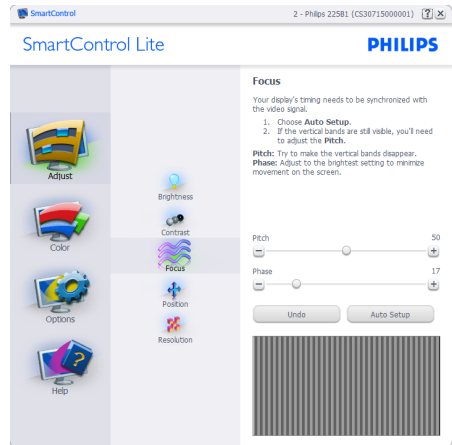 SmartControl
2 - Philips 225B1 (CS30715000001)
?
SmartControl Lite
PHILIPS
Adjust
Color
Options
Help
Brightness
Contrast
Focus
Position
Resolution
Focus
Your display's timing needs to be synchronized with
the video signal.
1. Choose Auto Setup.
2. If the vertical bands are still visible, you'll need
to adjust the Pitch.
Pitch: Try to make the vertical bands disappear.
Phase: Adjust to the brightest setting to minimize
movement on the screen.
Pitch 50
Phase 17
Undo
Auto Setup